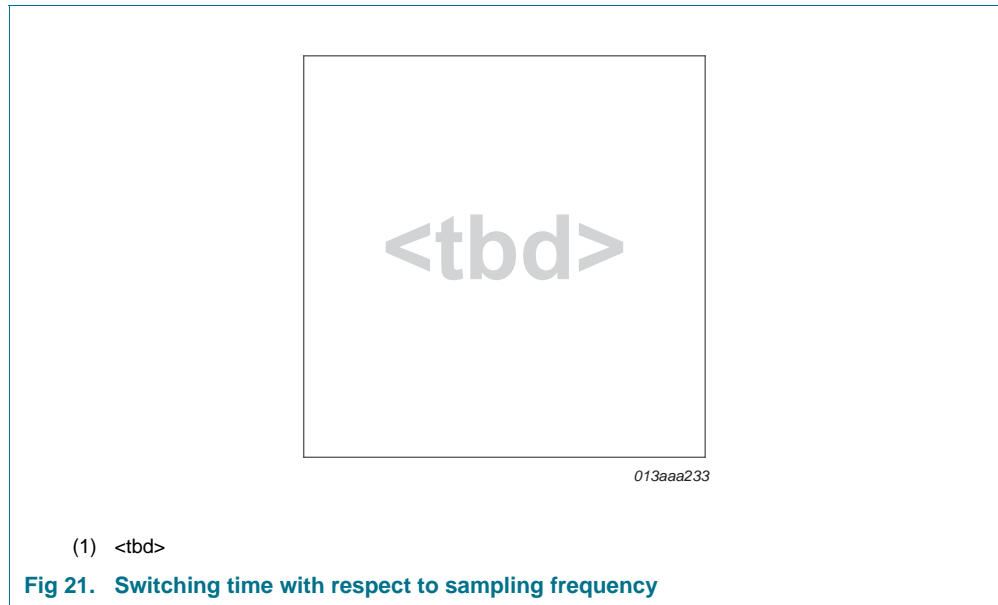 <tbd>
013aaa233
(1) <tbd>
Fig 21. Switching time with respect to sampling frequency